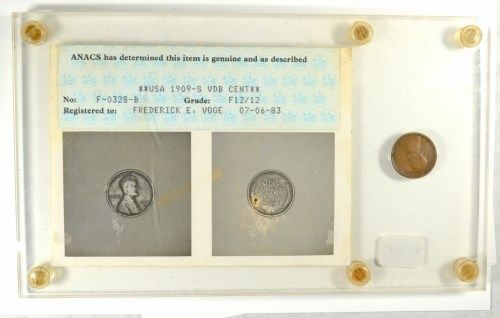 ANACS has determined this item is genuine and as described
**USA 1909-S VDB CENT**
No: F-0328-B Grade: F12/12
Registered to: FREDERICK E. VOGE 07-06-83
ONE
CENT